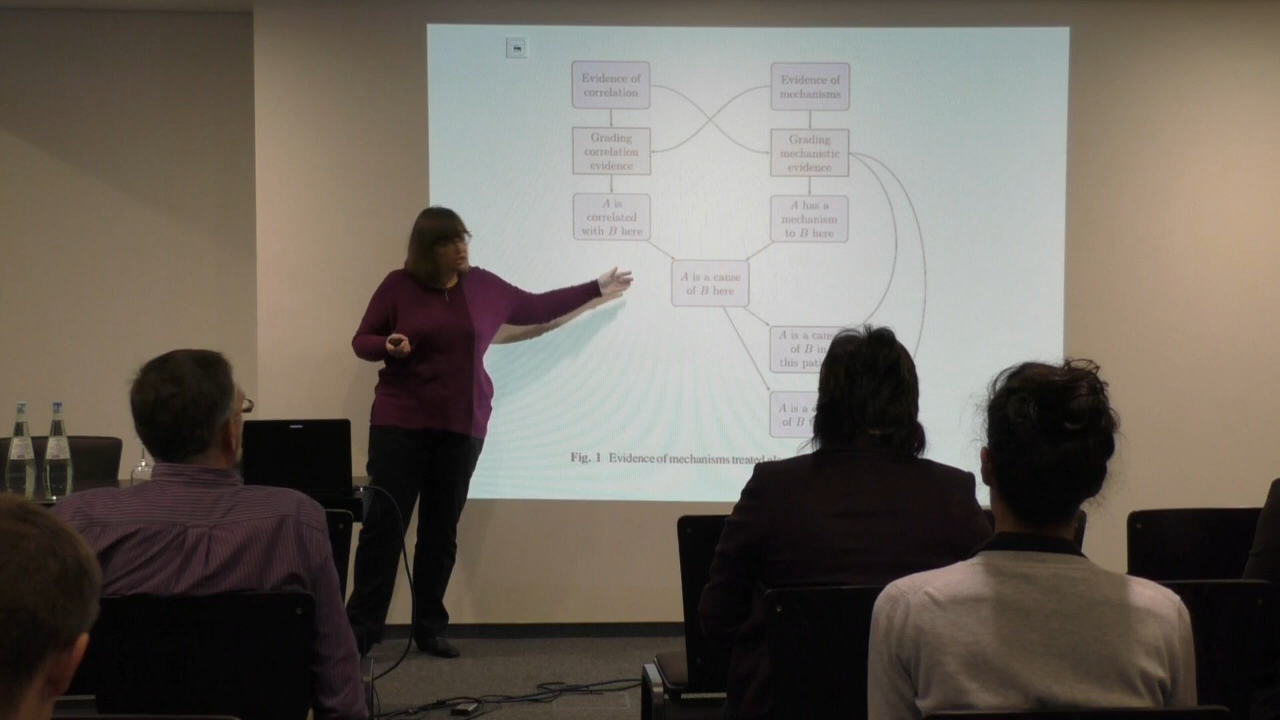 Evidence of
correlation
Evidence of
mechanisms
Grading
correlation
evidence
Grading
mechanistic
evidence
A is
correlated
with B here
A has a
mechanism
to B here
A is a cause
of B here
A is a
of B in
this
A is a
of B
Fig. 1 Evidence of mechanisms treated